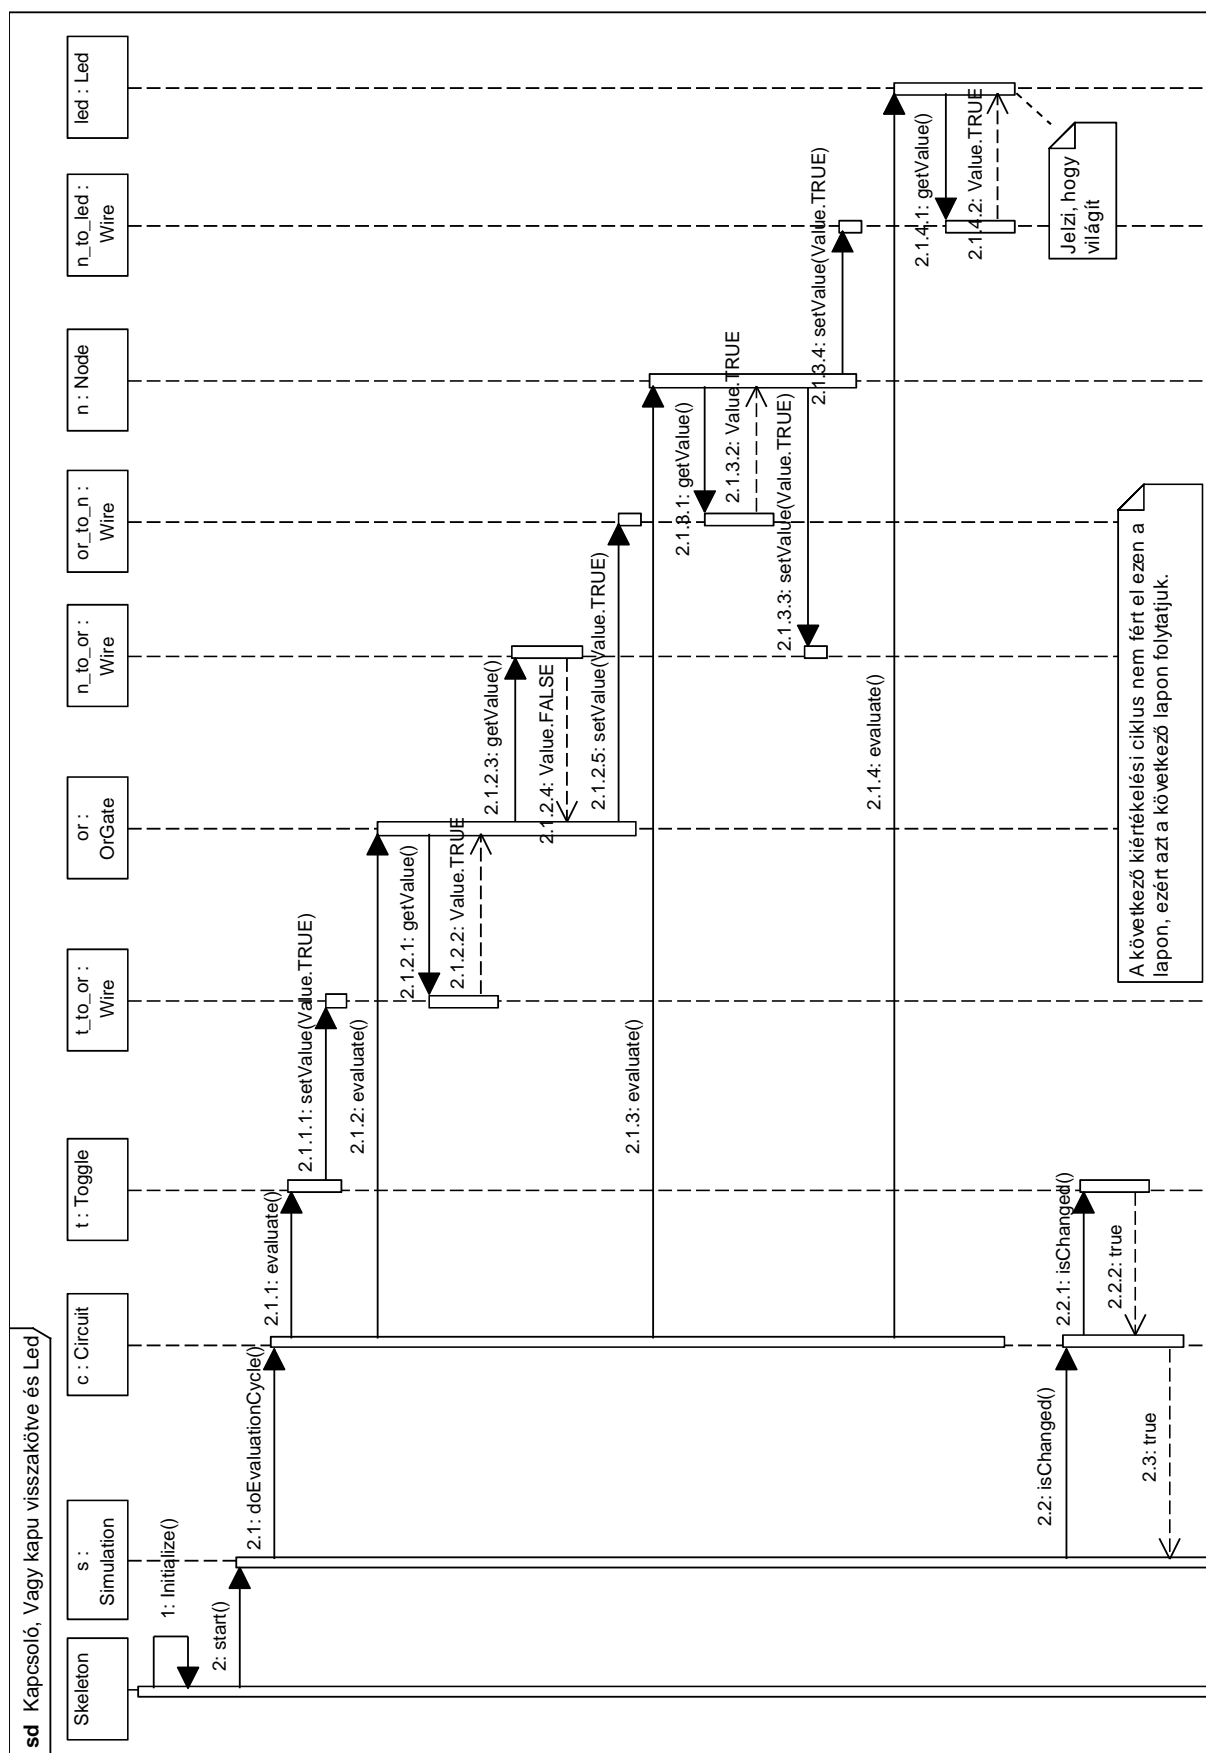 sd Kapcsoló, Vagy kapu visszakötve és Led
Skeleton
s :
Simulation
c : Circuit
t : Toggle
t_to_or :
Wire
or :
OrGate
n_to_or :
Wire
or_to_n :
Wire
n : Node
n_to_led :
Wire
led : Led
1: Initialize()
2: start()
2.1: doEvaluationCycle()
2.1.1: evaluate()
2.1.1.1: setValue(Value.TRUE)
2.1.2: evaluate()
2.1.2.1: getValue()
2.1.2.2: Value.TRUE
2.1.2.3: getValue()
2.1.2.4: Value.FALSE
2.1.2.5: setValue(Value.TRUE)
2.1.3: evaluate()
2.1.3.1: getValue()
2.1.3.2: Value.TRUE
2.1.3.3: setValue(Value.TRUE)
2.1.3.4: setValue(Value.TRUE)
2.1.4: evaluate()
2.1.4.1: getValue()
2.1.4.2: Value.TRUE
Jelzi, hogy
világít
2.2: isChanged()
2.2.1: isChanged()
2.2.2: true
2.3: true
A következő kiértékelési ciklus nem fért el ezen a
lapon, ezért azt a következő lapon folytatjuk.